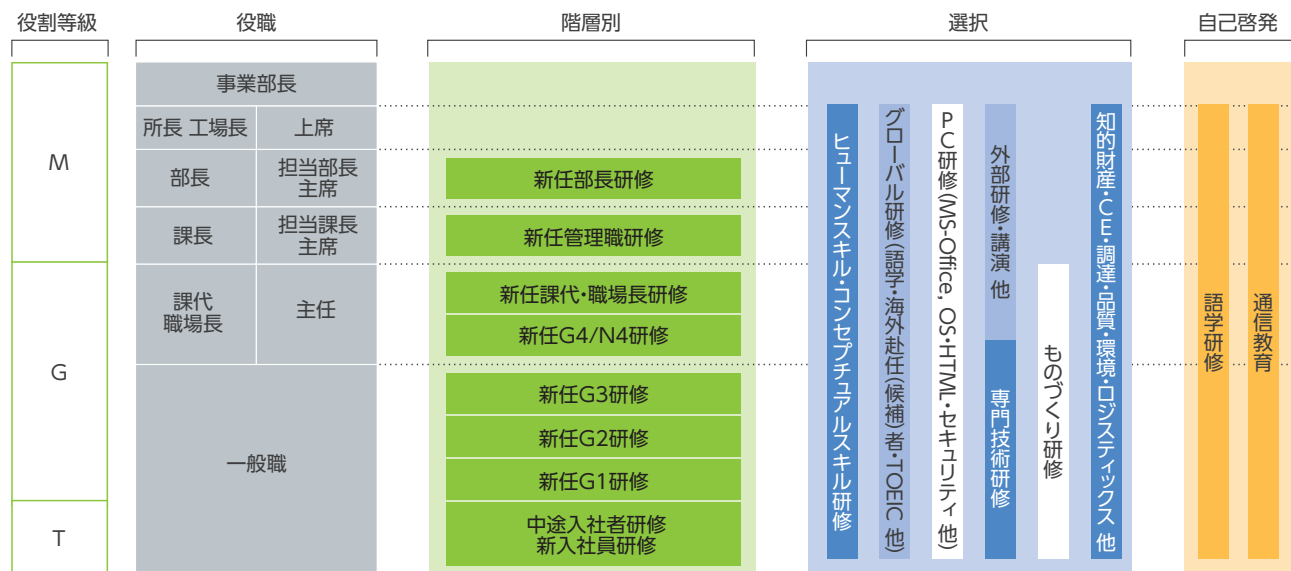 役割等級
役職
階層別
選択
自己啓発
M
G
T
事業部長
所長 工場長
上席
部長
担当部長
主席
課長
担当課長
主席
課代
職場長
主任
一般職
新任部長研修
新任管理職研修
新任課代・職場長研修
新任G4/N4研修
新任G3研修
新任G2研修
新任G1研修
中途入社者研修
新入社員研修
ヒューマンスキル・コンセプチュアルスキル研修
グローバル研修(語学・海外赴任(候補)者・TOEIC 他)
PC研修(MS-Office, OS・HTML・セキュリティ 他)
外部研修・講演 他
専門技術研修
ものづくり研修
知的財産・CE・調達・品質・環境・ロジスティックス 他
語学研修
通信教育